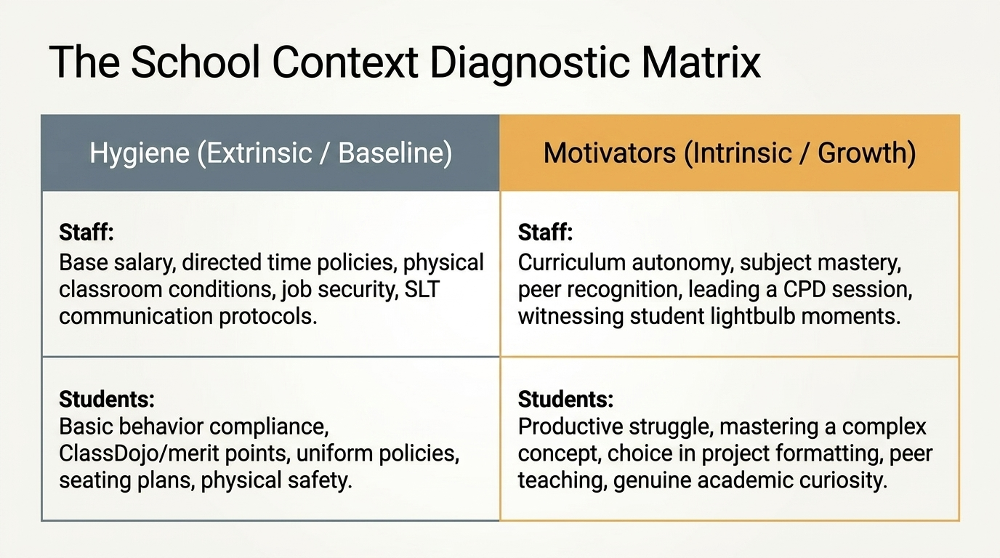 The School Context Diagnostic Matrix
Hygiene (Extrinsic / Baseline)
Motivators (Intrinsic / Growth)
Staff:
Base salary, directed time policies, physical
classroom conditions, job security, SLT
communication protocols.
Staff:
Curriculum autonomy, subject mastery,
peer recognition, leading a CPD session,
witnessing student lightbulb moments.
Students:
Basic behavior compliance,
ClassDojo/merit points, uniform policies,
seating plans, physical safety.
Students:
Productive struggle, mastering a complex
concept, choice in project formatting, peer
teaching, genuine academic curiosity.